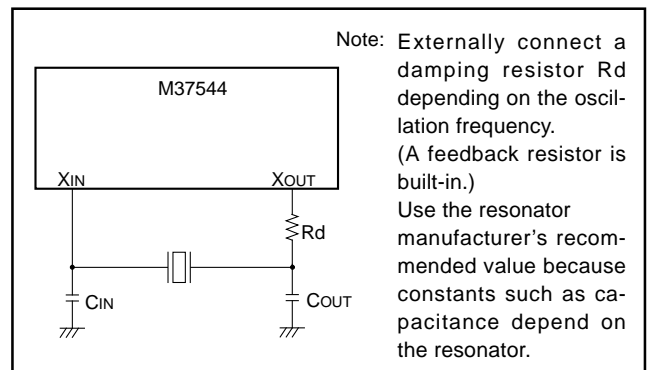 Note: Externally connect a
damping resistor Rd
depending on the oscil-
lation frequency.
(A feedback resistor is
built-in.)
Use the resonator
manufacturer's recom-
mended value because
constants such as ca-
pacitance depend on
the resonator.
M37544
XIN XOUT
Rd
CIN COUT